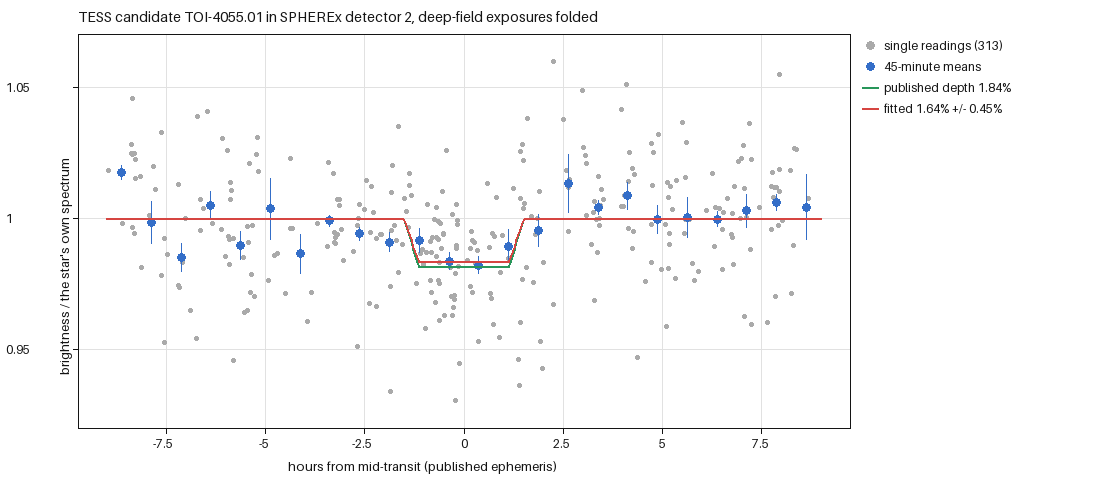 TESS candidate TOI-4055.01 in SPHEREx detector 2, deep-field exposures folded
single readings (313)
45-minute means
published depth 1.84%
fitted 1.64% +/- 0.45%
1.05
1
0.95
brightness / the star's own spectrum
-7.5 -5 -2.5 0 2.5 5 7.5
hours from mid-transit (published ephemeris)